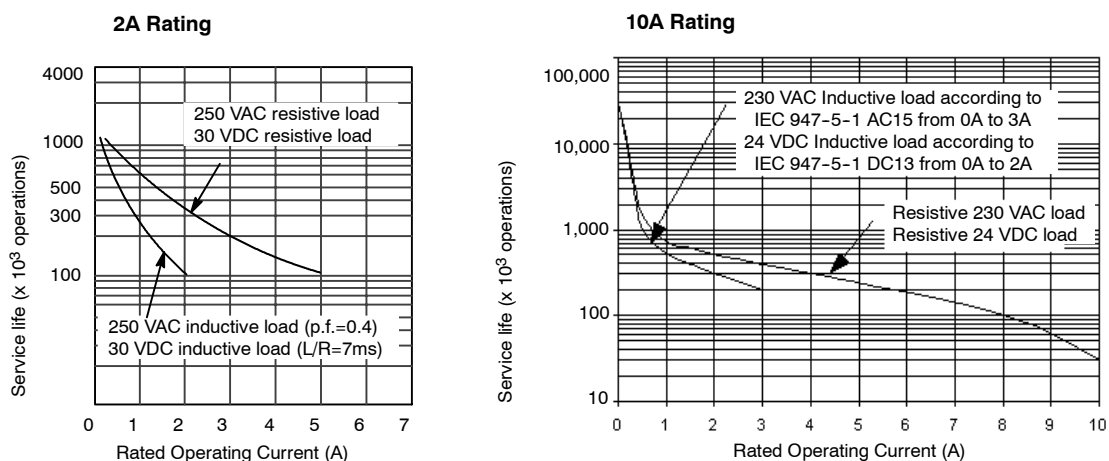 2A Rating
4000
1000
500
300
100
0 1 2 3 4 5 6 7
Service life (x 10³ operations)
Rated Operating Current (A)
250 VAC resistive load
30 VDC resistive load
250 VAC inductive load (p.f.=0.4)
30 VDC inductive load (L/R=7ms)
10A Rating
100,000
10,000
1,000
100
10
0 1 2 3 4 5 6 7 8 9 10
Service life (x 10³ operations)
Rated Operating Current (A)
230 VAC Inductive load according to
IEC 947-5-1 AC15 from 0A to 3A
24 VDC Inductive load according to
IEC 947-5-1 DC13 from 0A to 2A
Resistive 230 VAC load
Resistive 24 VDC load